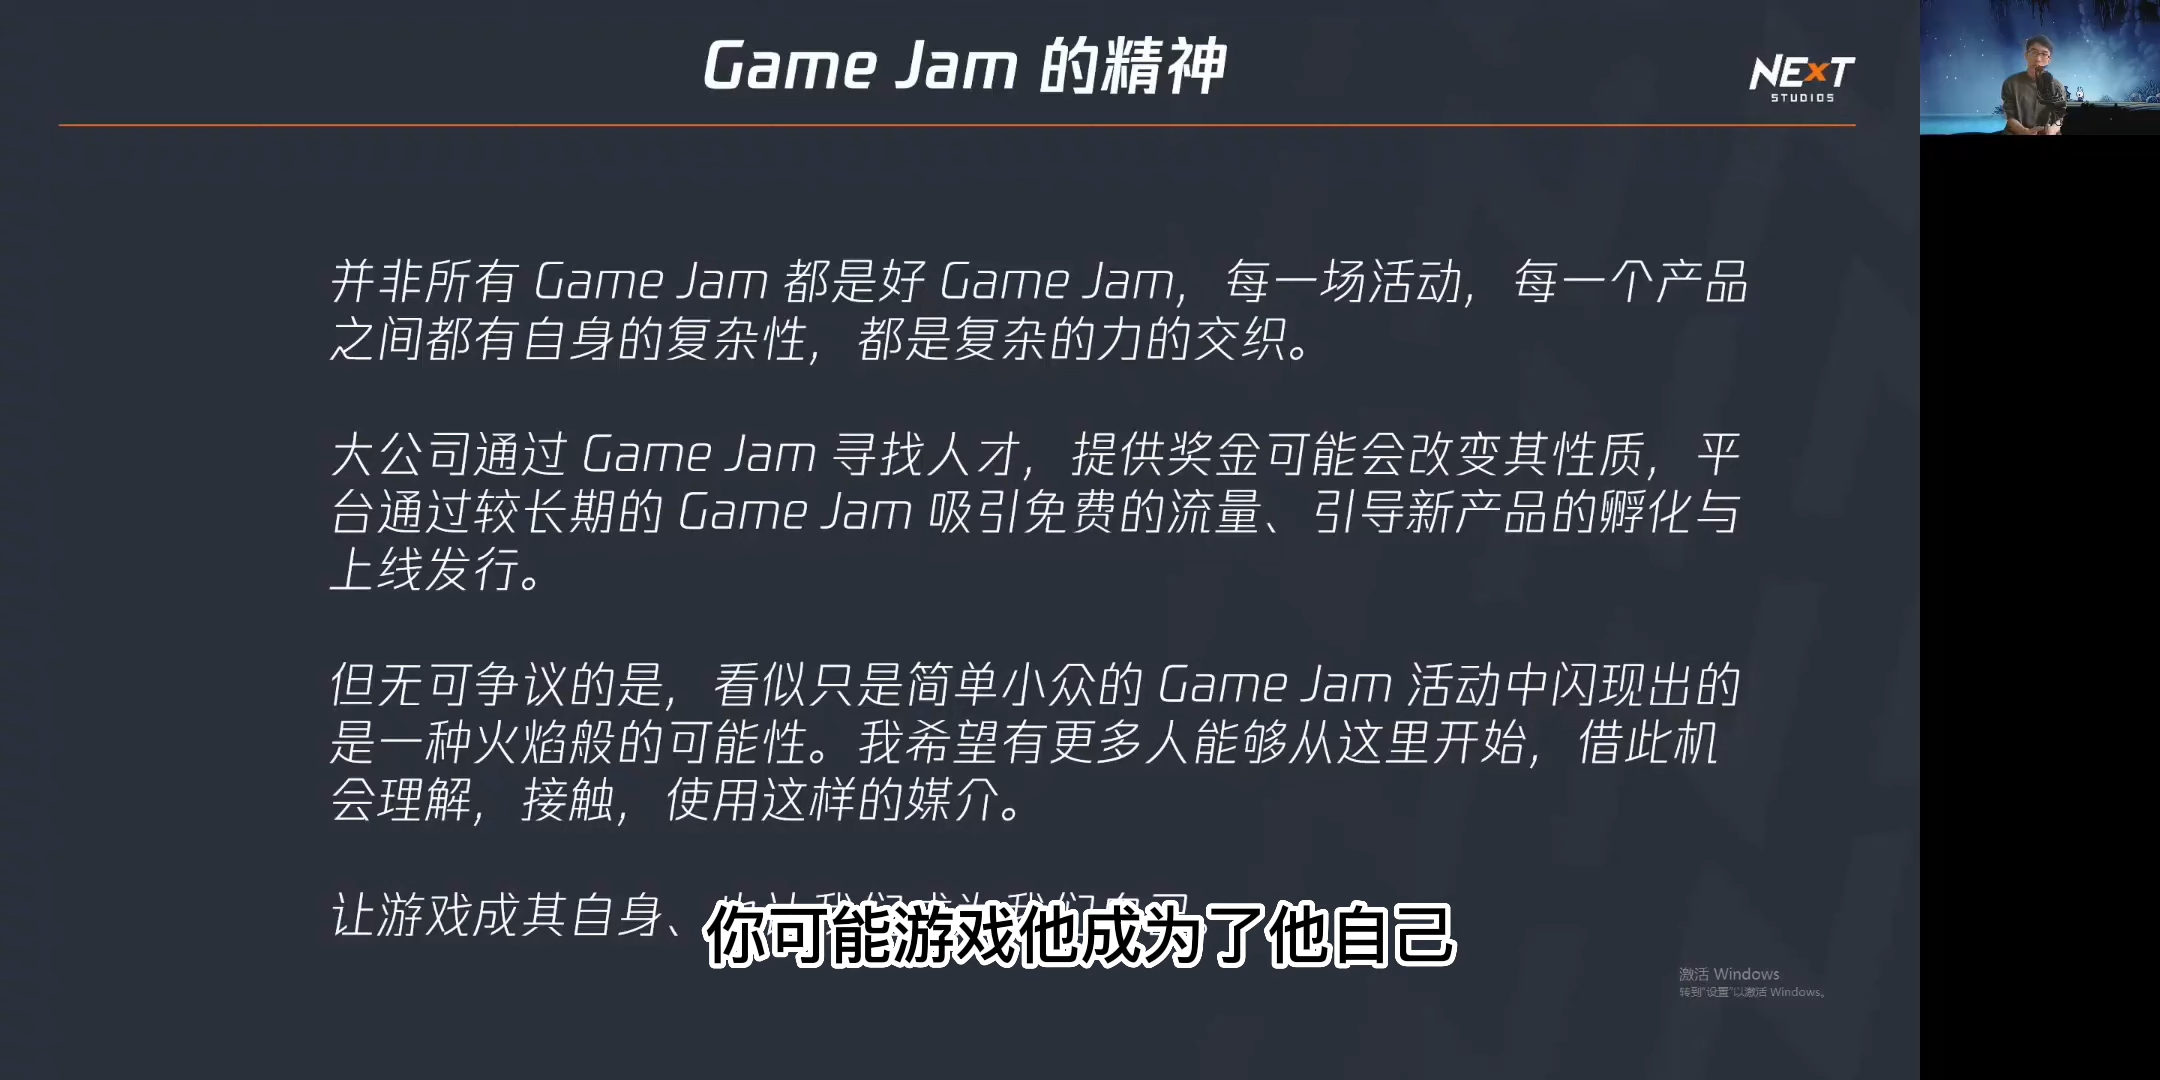 Game Jam 的精神
NExT
STUDIOS
并非所有 Game Jam 都是好 Game Jam，每一场活动，每一个产品
之间都有自身的复杂性，都是复杂的力的交织。
大公司通过 Game Jam 寻找人才，提供奖金可能会改变其性质，平
台通过较长期的 Game Jam 吸引免费的流量、引导新产品的孵化与
上线发行。
但无可争议的是，看似只是简单小众的 Game Jam 活动中闪现出的
是一种火焰般的可能性。我希望有更多人能够从这里开始，借此机
会理解，接触，使用这样的媒介。
让游戏成其自身、
你可能游戏他成为了他自己
激活 Windows
转到“设置”以激活 Windows。